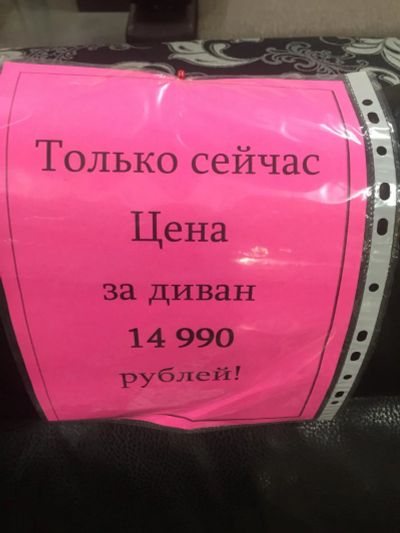 Только сейчас
Цена
за диван
14 990
рублей!